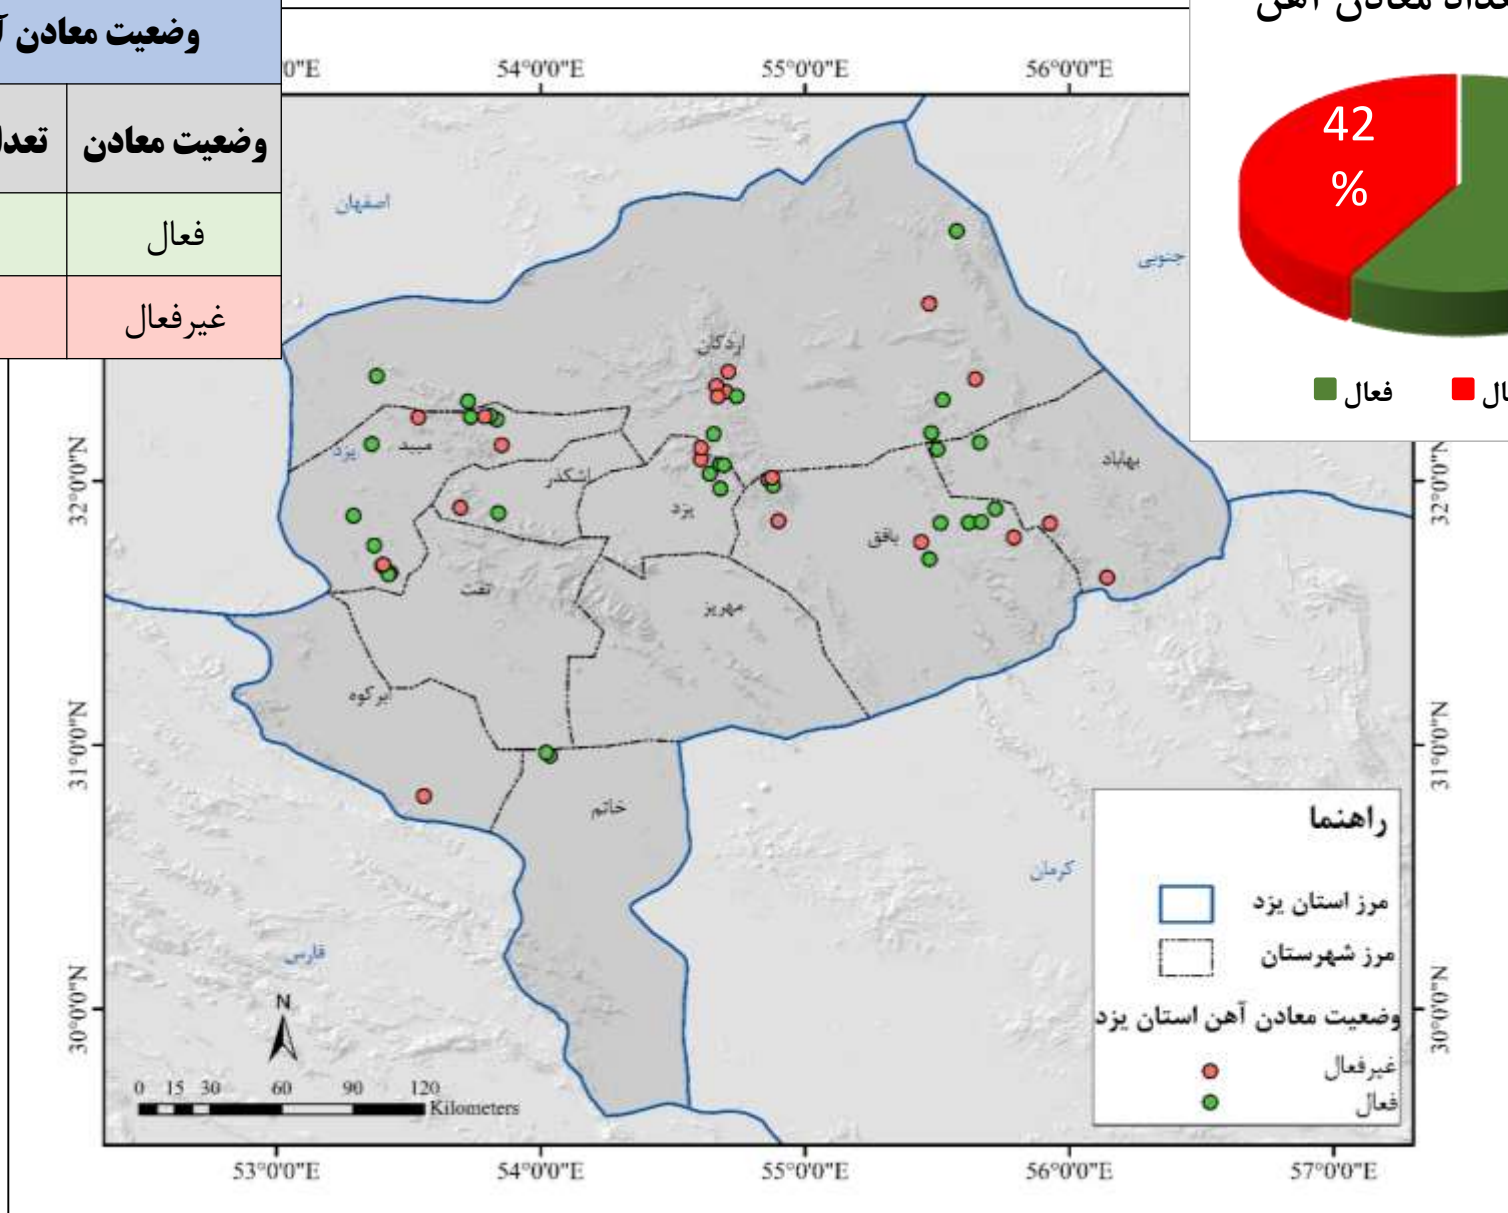 وضعیت معادن
وضعیت معادن
فعال
غیرفعال
معادن آهن
42
%
فعال
54°0'0"E
55°0'0"E
56°0'0"E
اصفهان
جنوبی
اردکان
یزد
میبد
اشکذر
یزد
بهاباد
بافق
تفت
مهریز
ابرکوه
خاتم
کرمان
فارس
32°0'0"N
31°0'0"N
30°0'0"N
32°0'0"N
31°0'0"N
30°0'0"N
N
0 15 30 60 90 120
Kilometers
53°0'0"E
54°0'0"E
55°0'0"E
56°0'0"E
57°0'0"E
راهنما
مرز استان یزد
مرز شهرستان
وضعیت معادن آهن استان یزد
غیرفعال
فعال